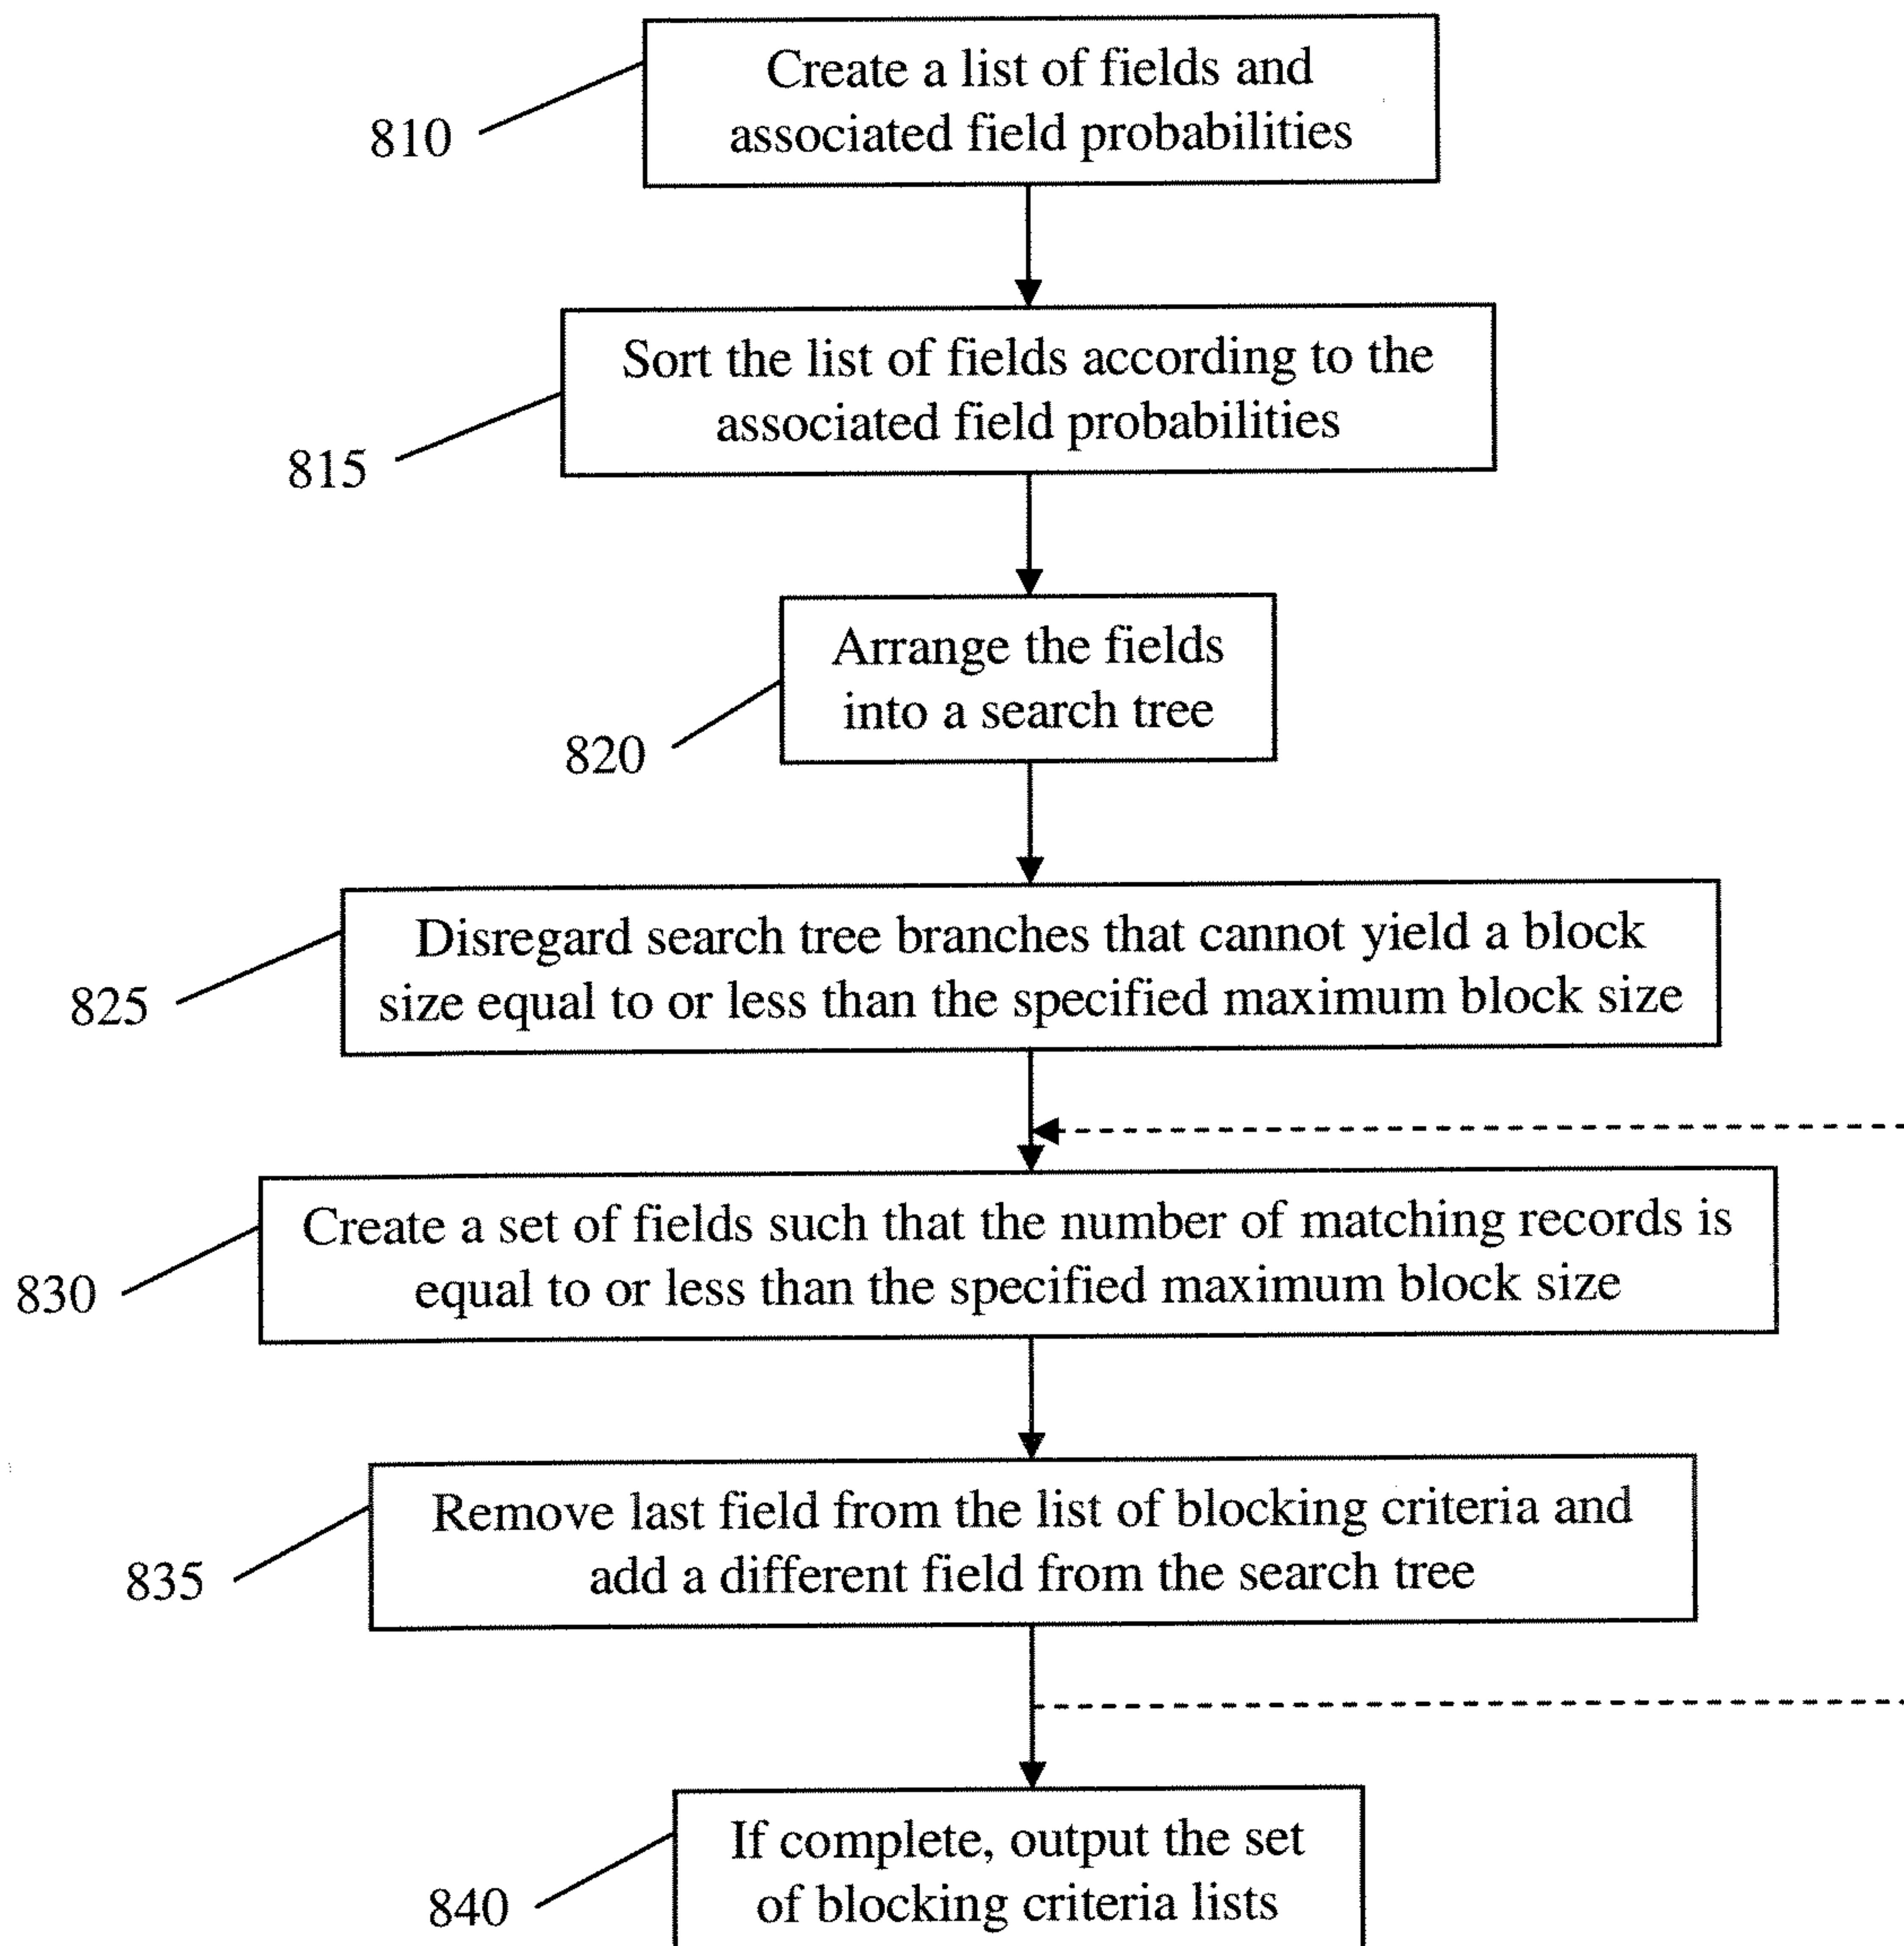 Create a list of fields and
associated field probabilities
810
Sort the list of fields according to the
associated field probabilities
815
Arrange the fields
into a search tree
820
Disregard search tree branches that cannot yield a block
size equal to or less than the specified maximum block size
825
Create a set of fields such that the number of matching records is
equal to or less than the specified maximum block size
830
Remove last field from the list of blocking criteria and
add a different field from the search tree
835
If complete, output the set
of blocking criteria lists
840